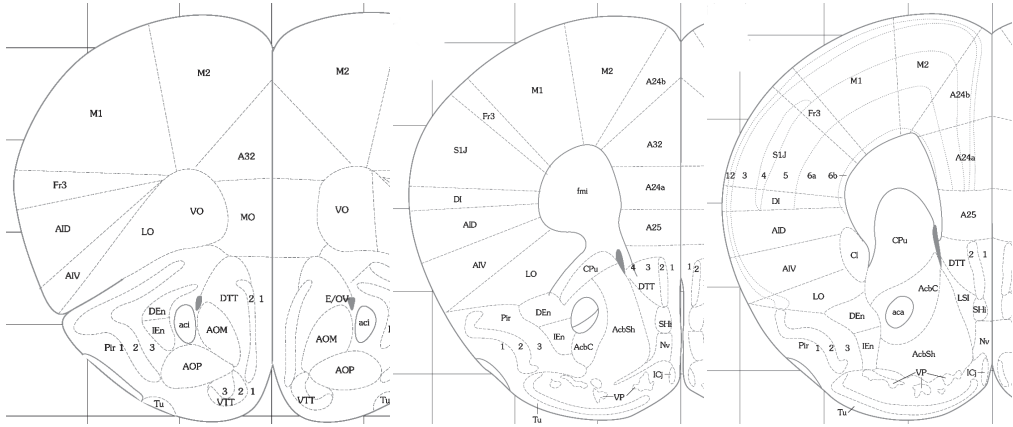 M2
M2
M1
A32
Fr3
VO
MO
VO
AID
LO
AIV
DEn
DTT
2 1
E/OV
IEn
aci
AOM
aci
AOM
Pir 1 2 3
AOP
AOP
3 2 1
VTT
VTT
Tu
Tu
M2
M1
A24b
Fr3
S1J
A32
fmi
A24a
DI
A25
AID
AIV
LO
CPu
4 3 2 1
1 2
DTT
Pir
DEn
AcbSh
SHi
1 2 3
IEn
AcbC
Nv
ICj
VP
Tu
M2
M1
A24b
Fr3
S1J
A24a
12 3 4 5 6a 6b
DI
A25
AID
CPu
Cl
DTT
2 1
AIV
AcbC
LO
LSI
DEn
aca
SHi
Pir 1 2 3
IEn
AcbSh
Nv
VP
ICj
Tu